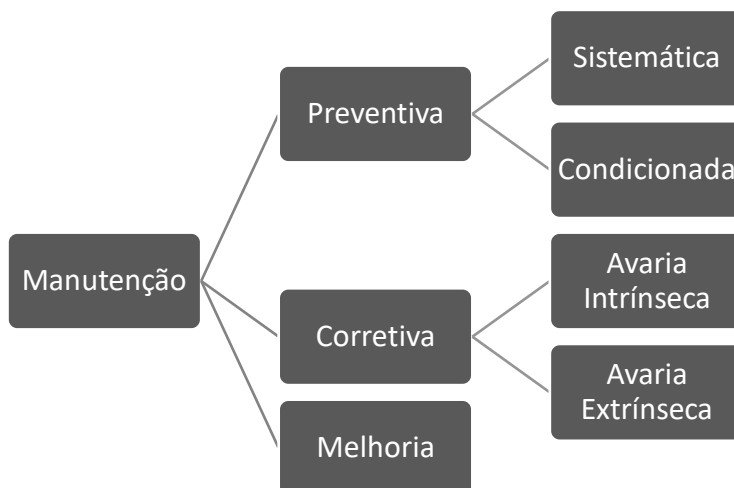 Sistemática
Preventiva
Condicionada
Manutenção
Avaria
Intrínseca
Corretiva
Avaria
Extrínseca
Melhoria